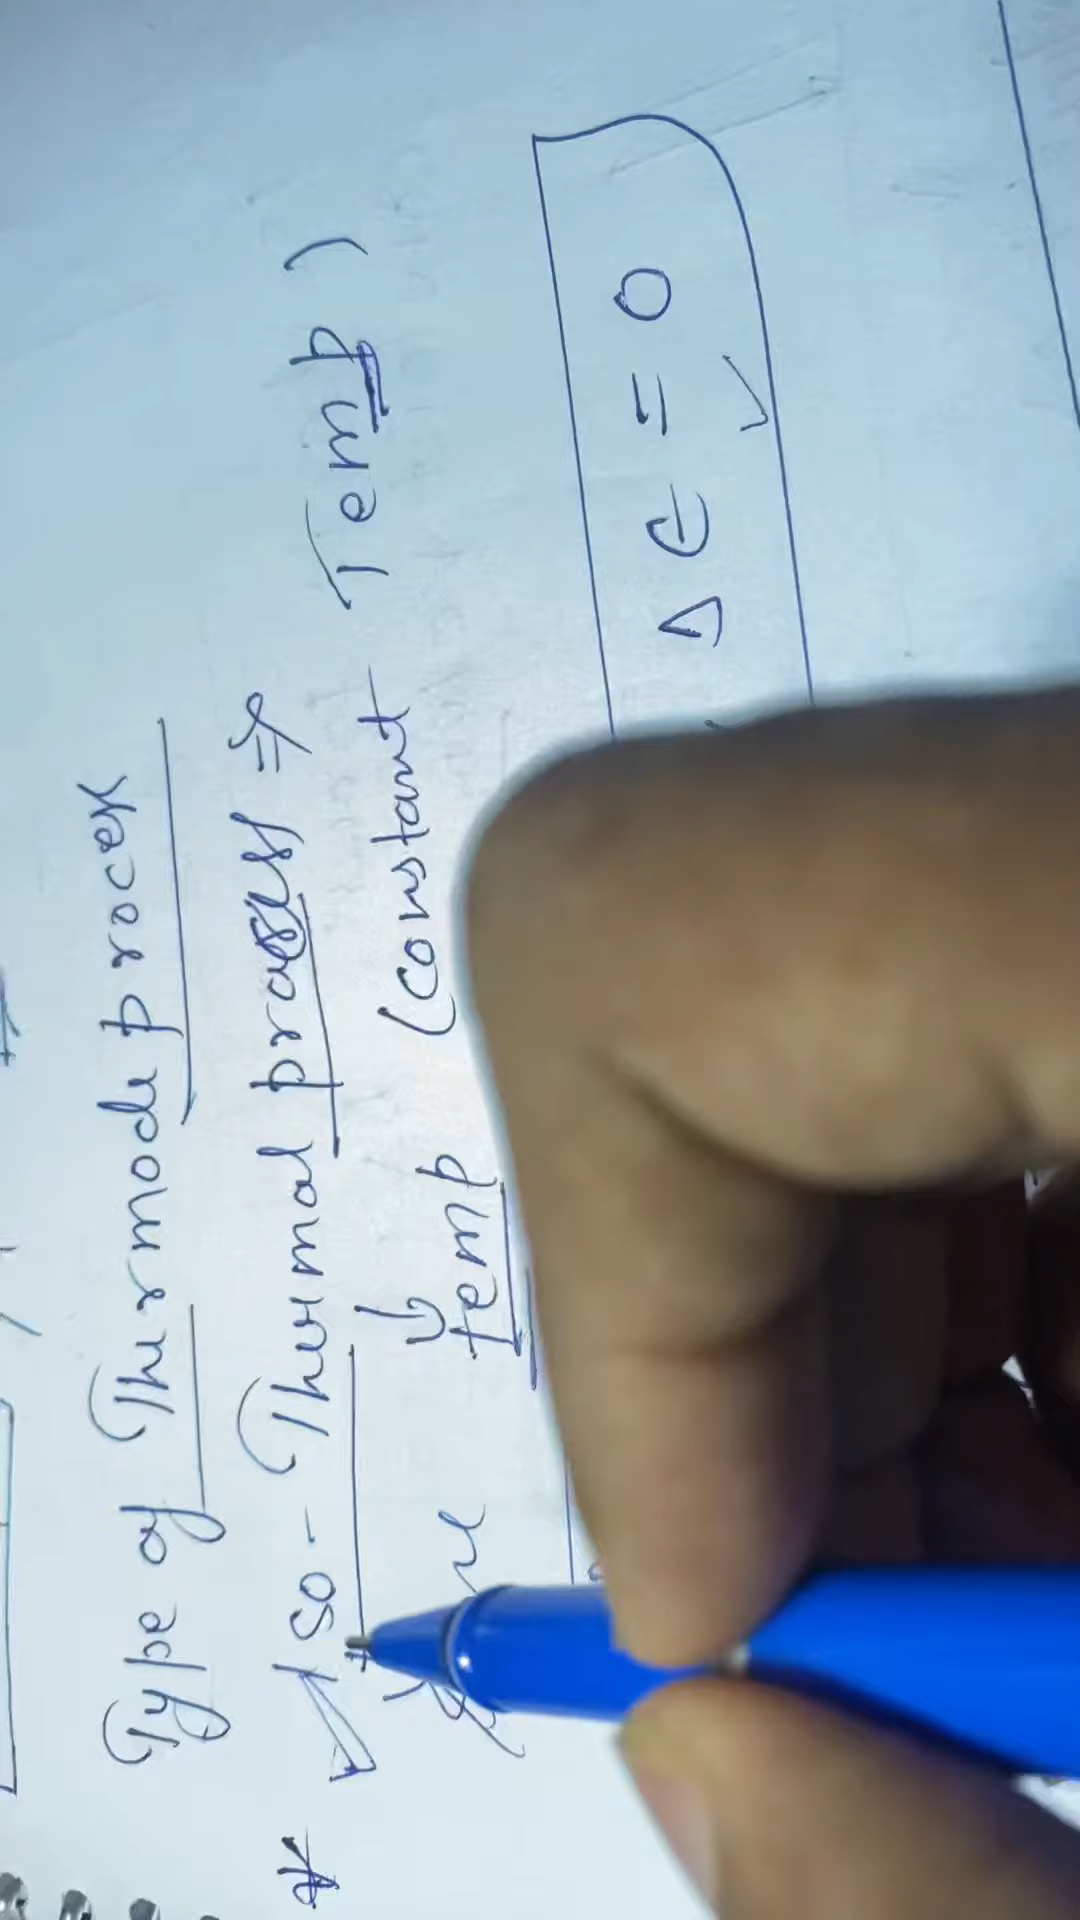 Type of Thermodi process
* Iso - Thermal process ⇒
temp (constant Temp)
ΔE = 0 ✓